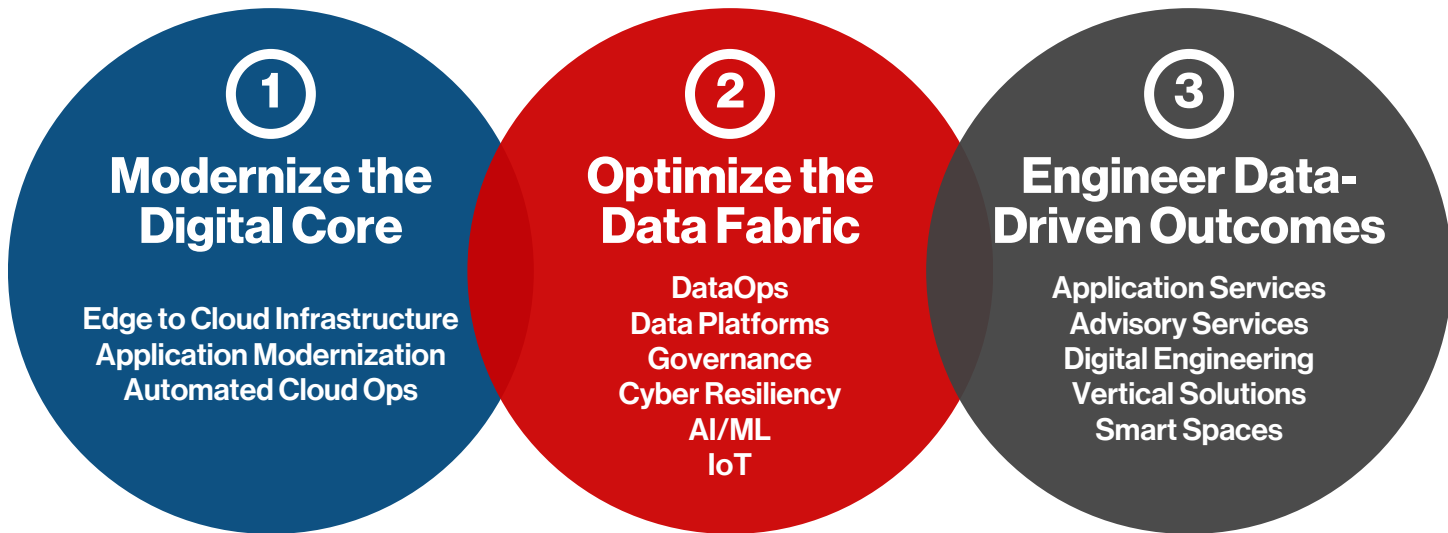 1
Modernize the
Digital Core
Edge to Cloud Infrastructure
Application Modernization
Automated Cloud Ops
2
Optimize the
Data Fabric
DataOps
Data Platforms
Governance
Cyber Resiliency
AI/ML
IoT
3
Engineer Data-
Driven Outcomes
Application Services
Advisory Services
Digital Engineering
Vertical Solutions
Smart Spaces